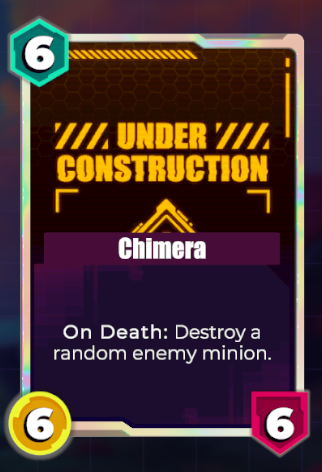 6
UNDER
CONSTRUCTION
Chimera
On Death: Destroy a
random enemy minion.
6
6